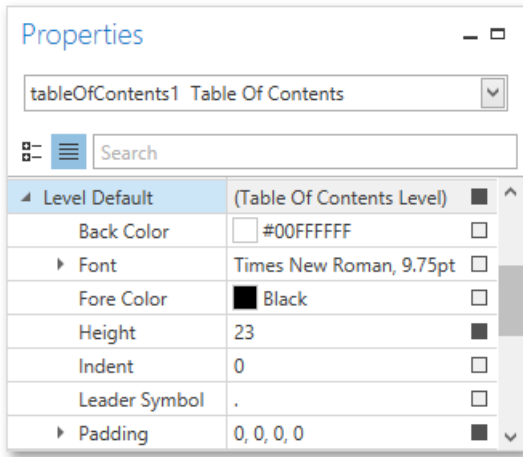 Properties
tableOfContents1 Table Of Contents
Search
Level Default (Table Of Contents Level)
Back Color #00FFFFFF
Font Times New Roman, 9.75pt
Fore Color Black
Height 23
Indent 0
Leader Symbol .
Padding 0, 0, 0, 0